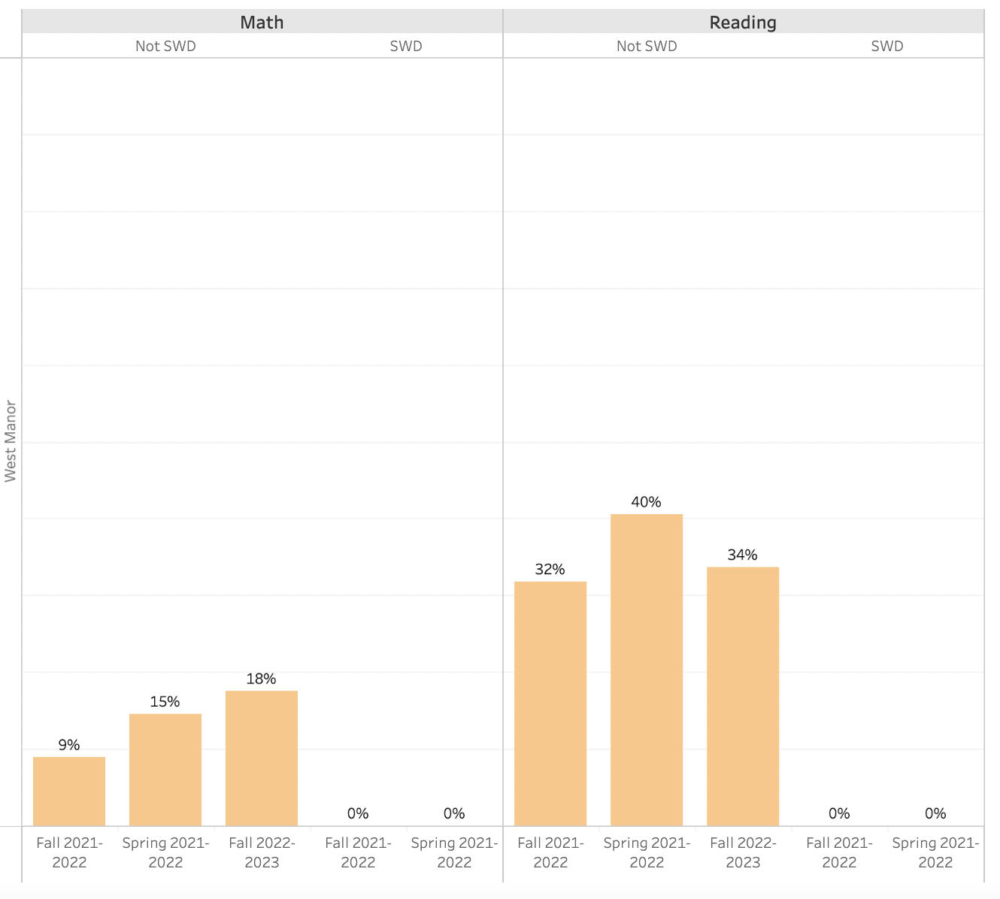 Math
Reading
Not SWD
SWD
Not SWD
SWD
West Manor
9%
15%
18%
0%
0%
32%
40%
34%
0%
0%
Fall 2021-
2022
Spring 2021-
2022
Fall 2022-
2023
Fall 2021-
2022
Spring 2021-
2022
Fall 2021-
2022
Spring 2021-
2022
Fall 2022-
2023
Fall 2021-
2022
Spring 2021-
2022